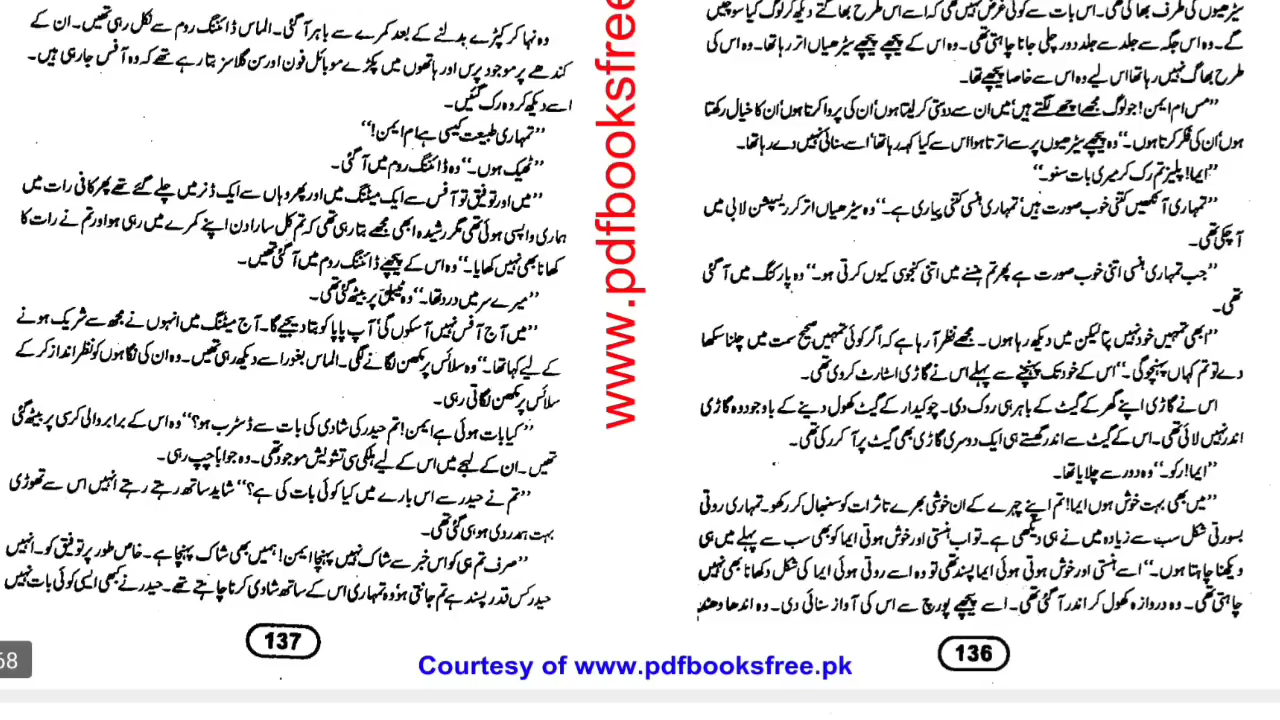 سیڑھیوں کی طرف بھاگی تھی۔ اس بات سے کوئی غرض نہیں تھی کہ اسے اس طرح بھاگتے دیکھ کر لوگ کیا سوچیں
گے۔ وہ اس جگہ سے جلد سے جلد دور چلی جانا چاہتی تھی۔ وہ اس کے پیچھے پیچھے سیڑھیاں اتر رہا تھا۔ وہ اس کی
طرح بھاگ نہیں رہا تھا اس لیے وہ اس سے خاصا پیچھے تھا۔
”مس ام ایمن! جو لوگ مجھے اچھے لگتے ہیں‘ میں ان سے دوستی کر لیتا ہوں‘ ان کی پروا کرتا ہوں‘ ان کا خیال رکھتا
ہوں‘ ان کی فکر کرتا ہوں۔“ وہ پیچھے سیڑھیوں پر سے اترتا ہوا اس سے کیا کہہ رہا تھا‘ اسے سنائی نہیں دے رہا تھا۔
”ایما! پلیز تم رک کر میری بات سنو۔“
”تمہاری آنکھیں کتنی خوب صورت ہیں‘ تمہاری ہنسی کتنی پیاری ہے۔“ وہ سیڑھیاں اتر کر ریسپشن لابی میں
آ چکی تھی۔
”جب تمہاری ہنسی اتنی خوب صورت ہے پھر تم ہنسنے میں اتنی کنجوسی کیوں کرتی ہو۔“ وہ پارکنگ میں آ گئی
تھی۔
”ابھی تمہیں خود نہیں پتا لیکن میں دیکھ رہا ہوں۔ مجھے نظر آ رہا ہے کہ اگر کوئی تمہیں صحیح سمت میں چلنا سکھا
دے تو تم کہاں پہنچو گی۔“ اس کے خود تک پہنچنے سے پہلے اس نے گاڑی اسٹارٹ کر دی تھی۔
اس نے گاڑی اپنے گھر کے گیٹ کے باہر ہی روک دی۔ چوکیدار کے گیٹ کھول دینے کے باوجود وہ گاڑی
اندر نہیں لائی تھی۔ اس کے گیٹ سے اندر گھستے ہی ایک دوسری گاڑی بھی گیٹ پر آ کر رکی تھی۔
”ایما! رکو۔“ وہ دور سے چلایا تھا۔
”میں بھی بہت خوش ہوں ایما! تم اپنے چہرے کے ان خوشی بھرے تاثرات کو سنبھال کر رکھو۔ تمہاری روتی
بسورتی شکل سب سے زیادہ میں نے ہی دیکھی ہے۔ تو اب ہنستی اور خوش ہوتی ایما کو بھی سب سے پہلے میں ہی
دیکھنا چاہتا ہوں۔“ اسے ہنستی اور خوش ہوتی ہوئی ایما پسند تھی تو وہ اسے روتی ہوئی ایما کی شکل دکھانا بھی نہیں
چاہتی تھی۔ وہ دروازہ کھول کر اندر آ گئی تھی۔ اسے پیچھے پورچ سے اس کی آواز سنائی دی۔ وہ اندھا دھند
136
وہ نہا کر کپڑے بدلنے کے بعد کمرے سے باہر آ گئی۔ الماس ڈائننگ روم سے نکل رہی تھیں۔ ان کے
کندھے پر موجود پرس اور ہاتھوں میں پکڑے موبائل فون اور سن گلاسز بتا رہے تھے کہ وہ آفس جا رہی ہیں۔
اسے دیکھ کر وہ رک گئیں۔
”تمہاری طبیعت کیسی ہے ام ایمن!“
”ٹھیک ہوں۔“ وہ ڈائننگ روم میں آ گئی۔
”میں اور توفیق تو آفس سے ایک میٹنگ میں اور پھر وہاں سے ایک ڈنر میں چلے گئے تھے پھر کافی رات میں
ہماری واپسی ہوئی تھی مگر رشیدہ ابھی مجھے بتا رہی تھی کہ تم کل سارا دن اپنے کمرے میں رہی ہو اور تم نے رات کا
کھانا بھی نہیں کھایا۔“ وہ اس کے پیچھے ڈائننگ روم میں آ گئی تھیں۔
”میرے سر میں درد تھا۔“ وہ ٹیبل پر بیٹھ گئی تھی۔
”میں آج آفس نہیں آ سکوں گی‘ آپ پاپا کو بتا دیجیے گا۔ آج میٹنگ میں انہوں نے مجھ سے شریک ہونے
کے لیے کہا تھا۔“ وہ سلائس پر مکھن لگانے لگی۔ الماس بغور اسے دیکھ رہی تھیں۔ وہ ان کی نگاہوں کو نظر انداز کر کے
سلائس پر مکھن لگاتی رہی۔
”کیا بات ہوئی ہے ایمن! تم حیدر کی شادی کی بات سے ڈسٹرب ہو؟“ وہ اس کے برابر والی کرسی پر بیٹھ گئی
تھیں۔ ان کے لہجے میں اس کے لیے ہلکی سی تشویش موجود تھی۔ وہ جواباً چپ رہی۔
”تم نے حیدر سے اس بارے میں کیا کوئی بات کی ہے؟“ شاید ساتھ رہتے رہتے انہیں اس سے تھوڑی
بہت ہمدردی ہو ہی گئی تھی۔
”صرف تم ہی کو اس خبر سے شاک نہیں پہنچا ایمن! ہمیں بھی شاک پہنچا ہے۔ خاص طور پر توفیق کو۔ انہیں
حیدر کس قدر پسند ہے تم جانتی ہو‘ وہ تمہاری اس کے ساتھ شادی کرنا چاہتے تھے۔ حیدر نے کبھی ایسی کوئی بات نہیں
137
www.pdfbooksfree
Courtesy of www.pdfbooksfree.pk
68